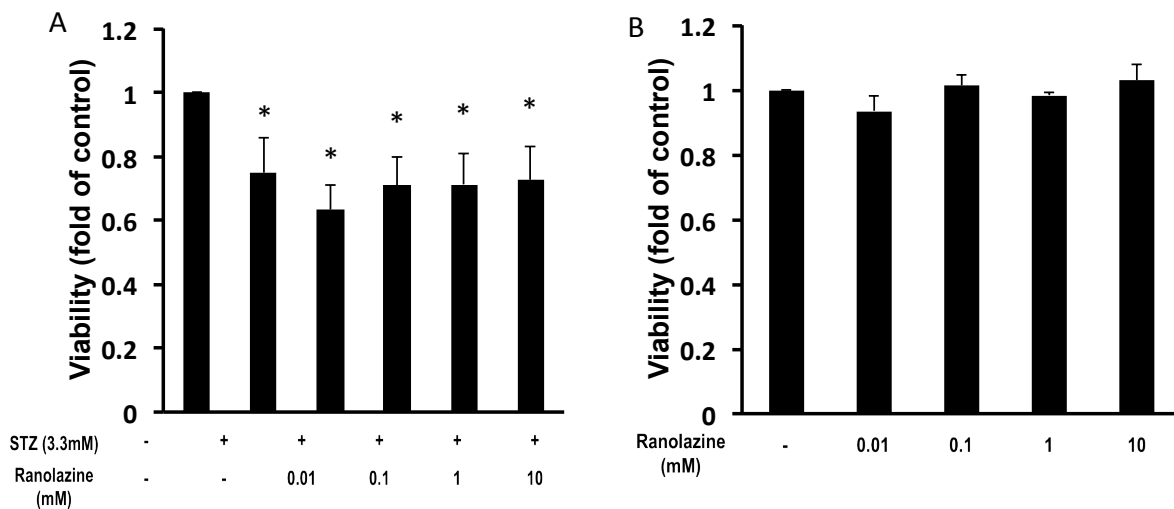 A
Viability (fold of control)
1.2
1
0.8
0.6
0.4
0.2
0
* * * * *
STZ (3.3mM) - + + + + +
Ranolazine - - 0.01 0.1 1 10
(mM)
B
Viability (fold of control)
1.2
1
0.8
0.6
0.4
0.2
0
Ranolazine - 0.01 0.1 1 10
(mM)